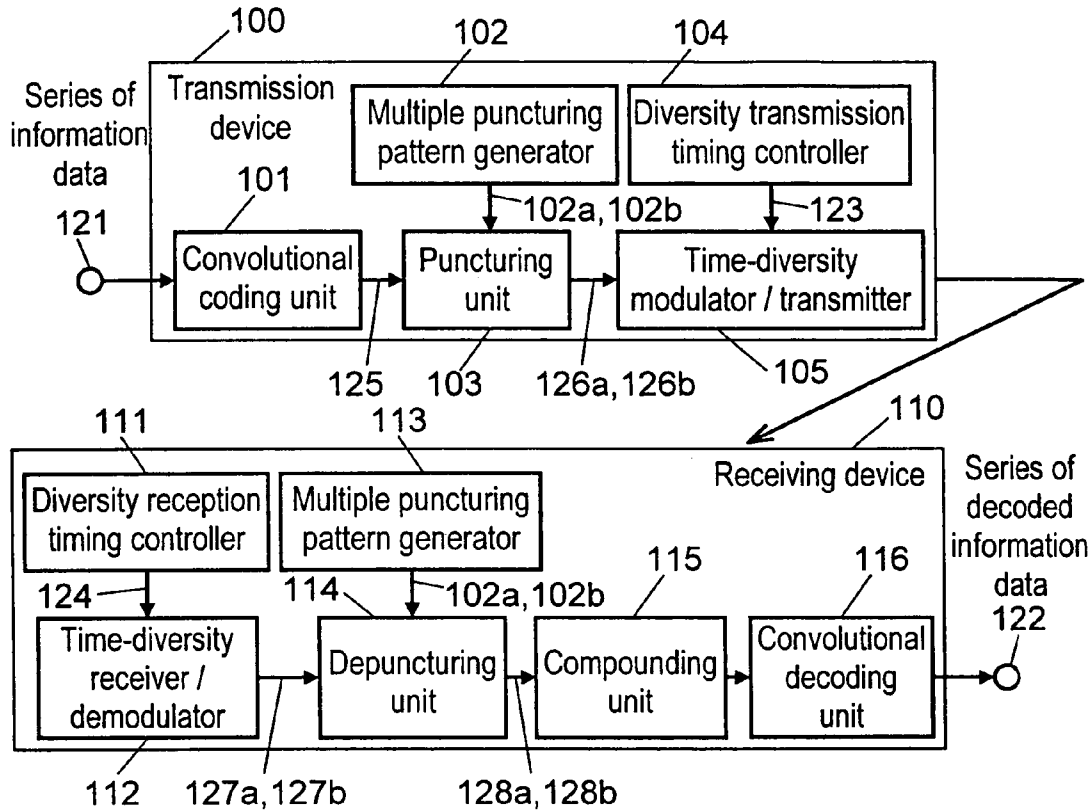 100
102
104
Series of
information
data
121
Transmission
device
101
Multiple puncturing
pattern generator
Diversity transmission
timing controller
102a, 102b
123
Convolutional
coding unit
Puncturing
unit
Time-diversity
modulator / transmitter
125
103
126a, 126b
105
111
113
110
Receiving device
Diversity reception
timing controller
Multiple puncturing
pattern generator
Series of
decoded
information
data
122
124
114
102a, 102b
115
116
Time-diversity
receiver /
demodulator
Depuncturing
unit
Compounding
unit
Convolutional
decoding
unit
112
127a, 127b
128a, 128b